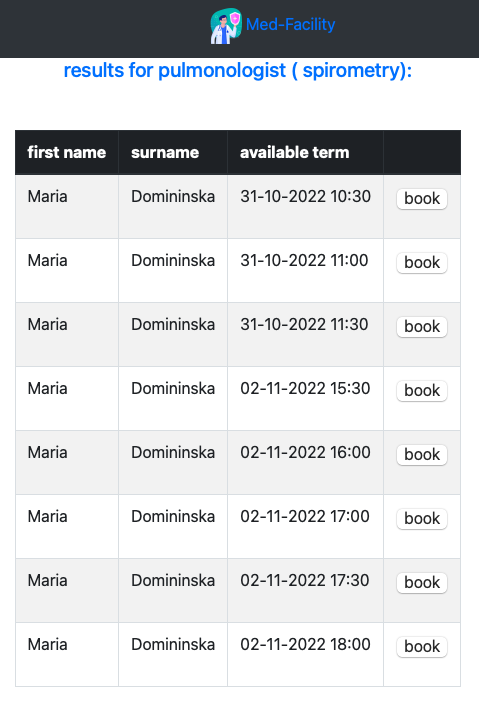 Med-Facility
results for pulmonologist ( spirometry):
first name surname available term
Maria Domininska 31-10-2022 10:30 book
Maria Domininska 31-10-2022 11:00 book
Maria Domininska 31-10-2022 11:30 book
Maria Domininska 02-11-2022 15:30 book
Maria Domininska 02-11-2022 16:00 book
Maria Domininska 02-11-2022 17:00 book
Maria Domininska 02-11-2022 17:30 book
Maria Domininska 02-11-2022 18:00 book